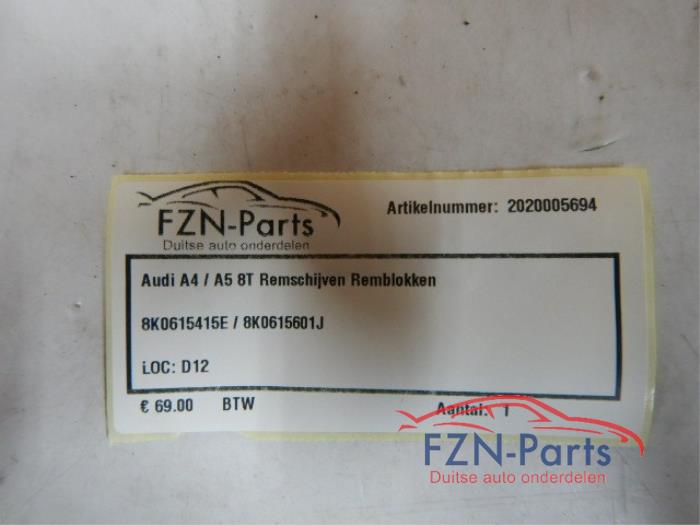 FZN-Parts
Duitse auto onderdelen
Artikelnummer: 2020005694
Audi A4 / A5 8T Remschijven Remblokken
8K0615415E / 8K0615601J
LOC: D12
€ 69.00 BTW Aantal: 1
FZN-Parts
Duitse auto onderdelen